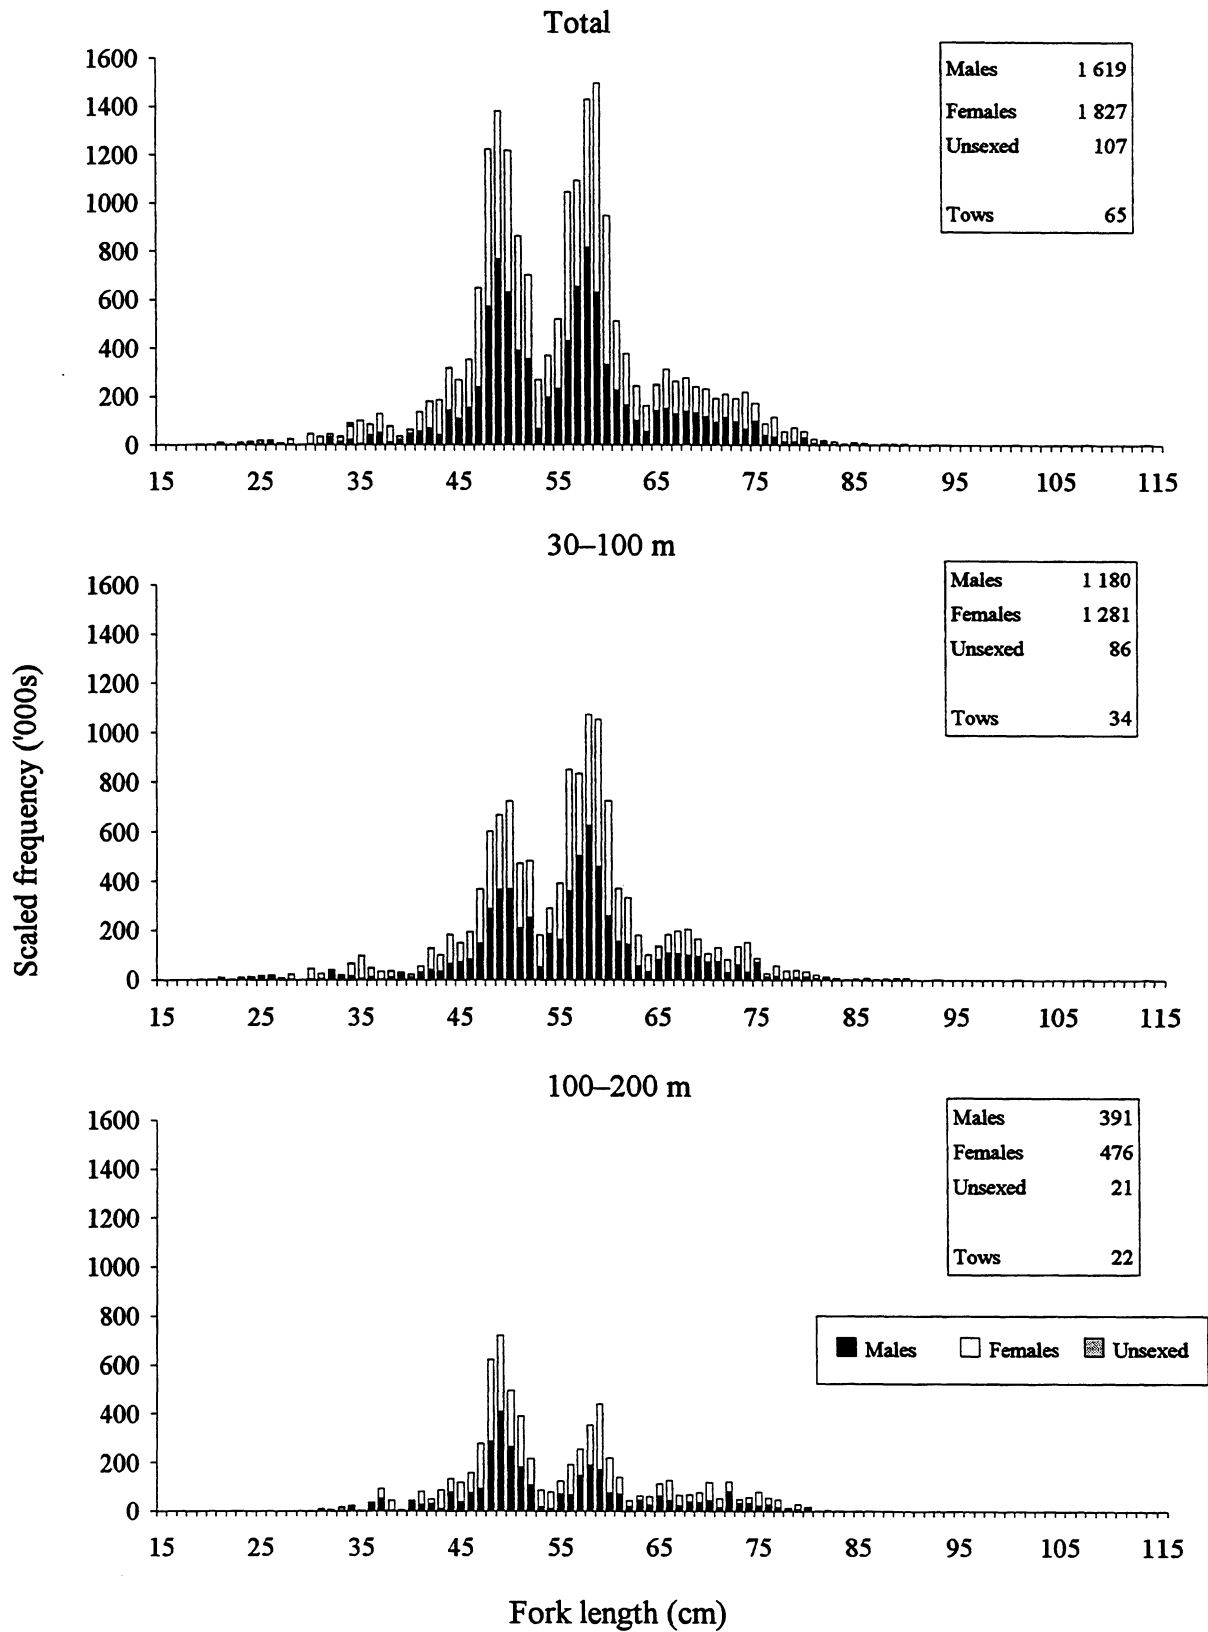 Total
1600
1400
1200
1000
800
600
400
200
0
15 25 35 45 55 65 75 85 95 105 115
Males 1 619
Females 1 827
Unsexed 107
Tows 65
30–100 m
1600
1400
1200
1000
800
600
400
200
0
15 25 35 45 55 65 75 85 95 105 115
Males 1 180
Females 1 281
Unsexed 86
Tows 34
Scaled frequency ('000s)
100–200 m
1600
1400
1200
1000
800
600
400
200
0
15 25 35 45 55 65 75 85 95 105 115
Males 391
Females 476
Unsexed 21
Tows 22
Males Females Unsexed
Fork length (cm)